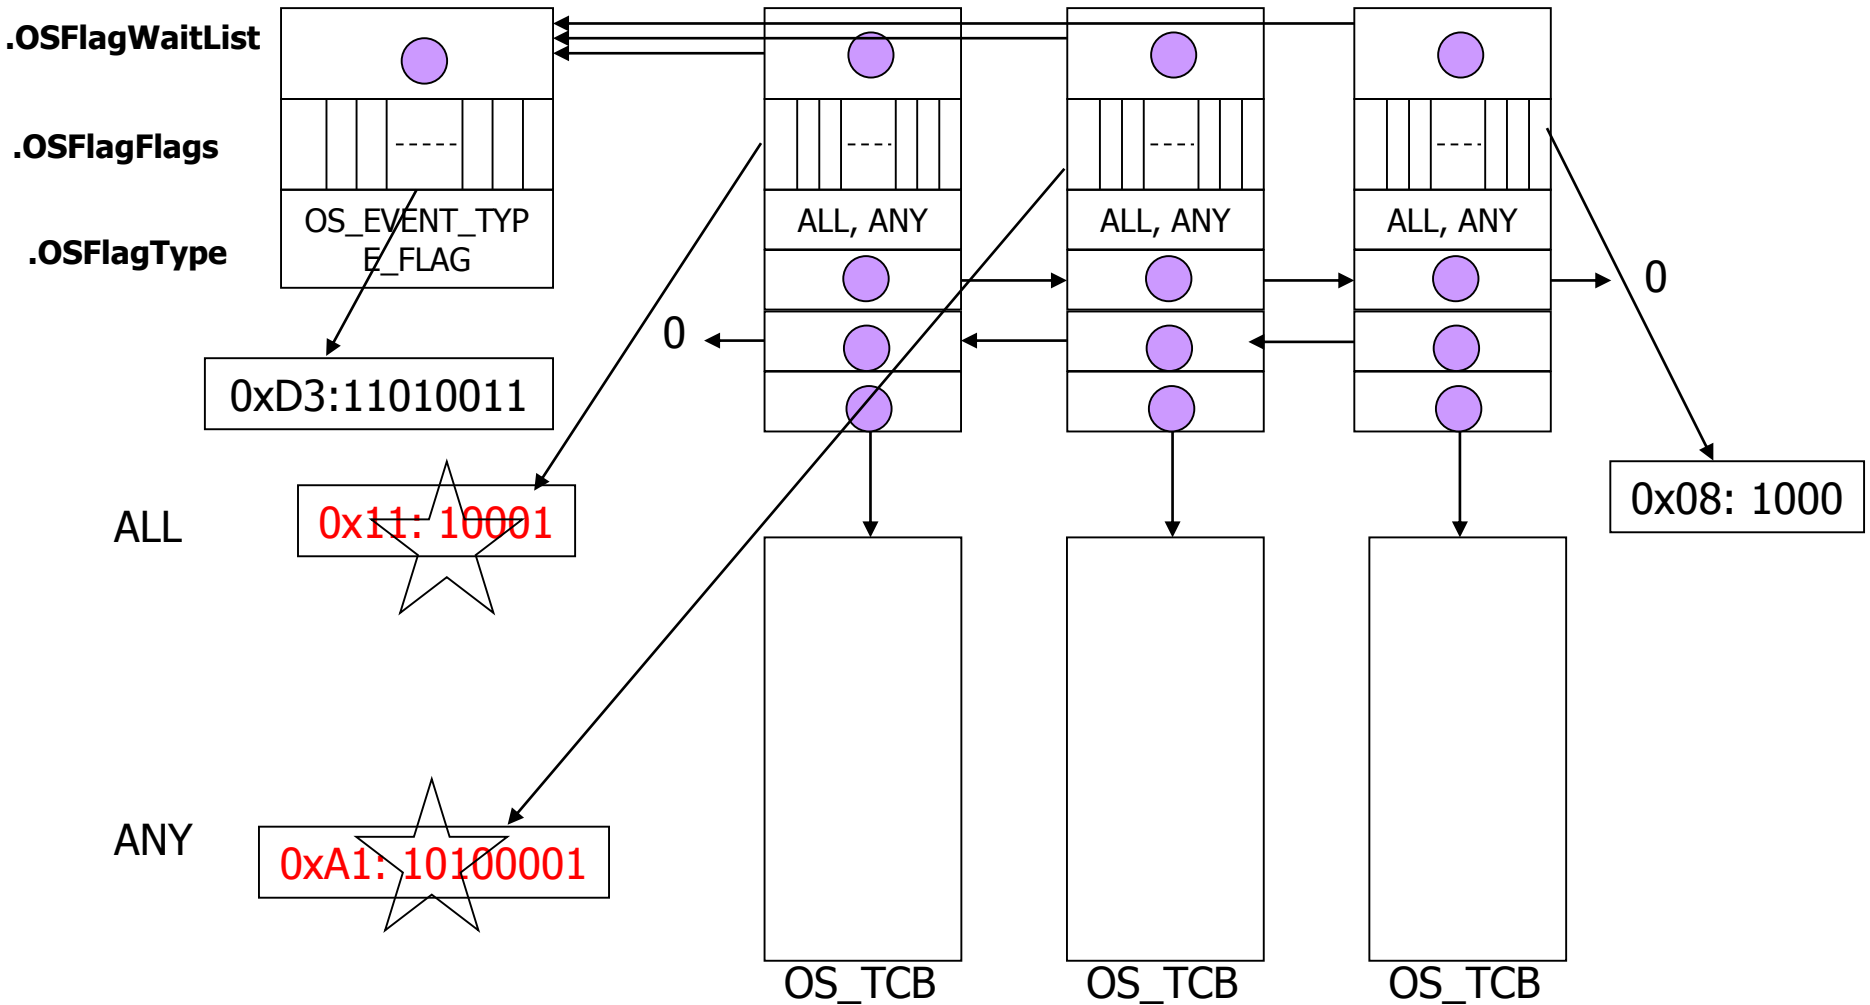 .OSFlagWaitList
.OSFlagFlags
-----
----
----
----
.OSFlagType
OS_EVENT_TYP
E_FLAG
ALL, ANY
ALL, ANY
ALL, ANY
0
0
0xD3:11010011
ALL
0x11: 10001
0x08: 1000
ANY
0xA1: 10100001
OS_TCB
OS_TCB
OS_TCB